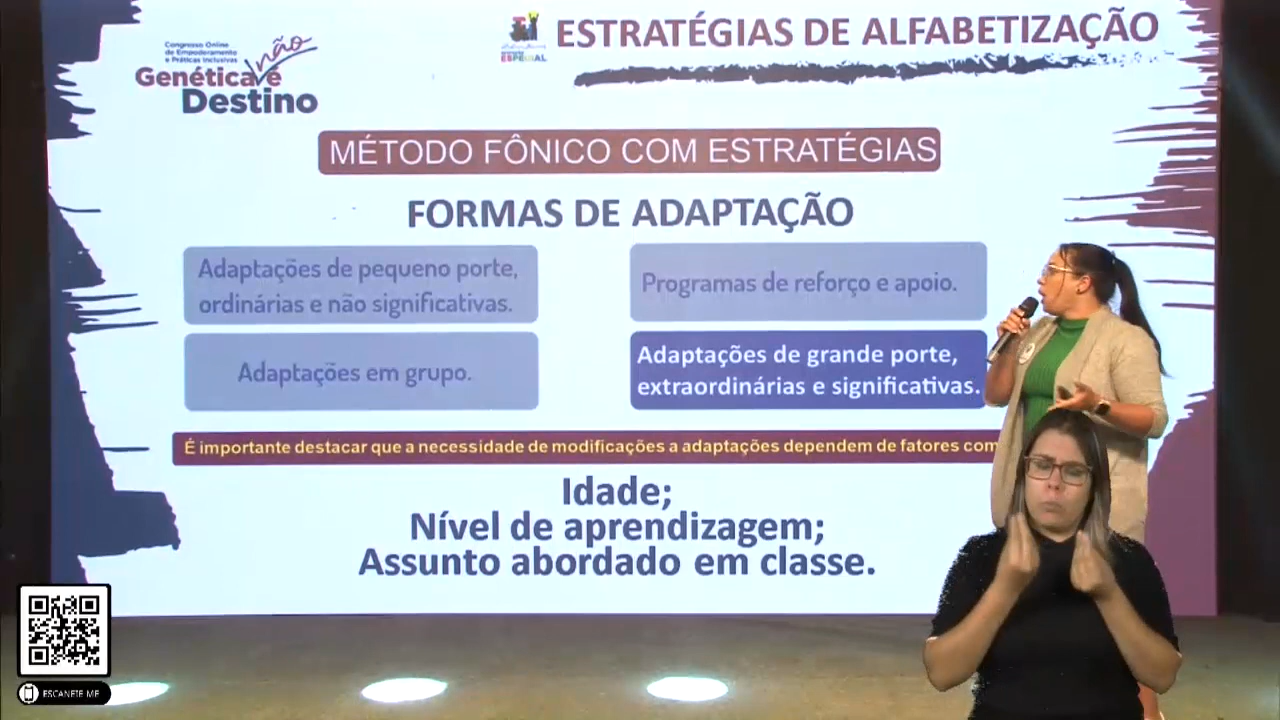 Congresso Online
de Empoderamento
e Práticas Inclusivas
não
Genética é
Destino
ESPECIAL
ESTRATÉGIAS DE ALFABETIZAÇÃO
MÉTODO FÔNICO COM ESTRATÉGIAS
FORMAS DE ADAPTAÇÃO
Adaptações de pequeno porte,
ordinárias e não significativas.
Programas de reforço e apoio.
Adaptações em grupo.
Adaptações de grande porte,
extraordinárias e significativas.
É importante destacar que a necessidade de modificações a adaptações dependem de fatores com
Idade;
Nível de aprendizagem;
Assunto abordado em classe.
ESCANEIE ME